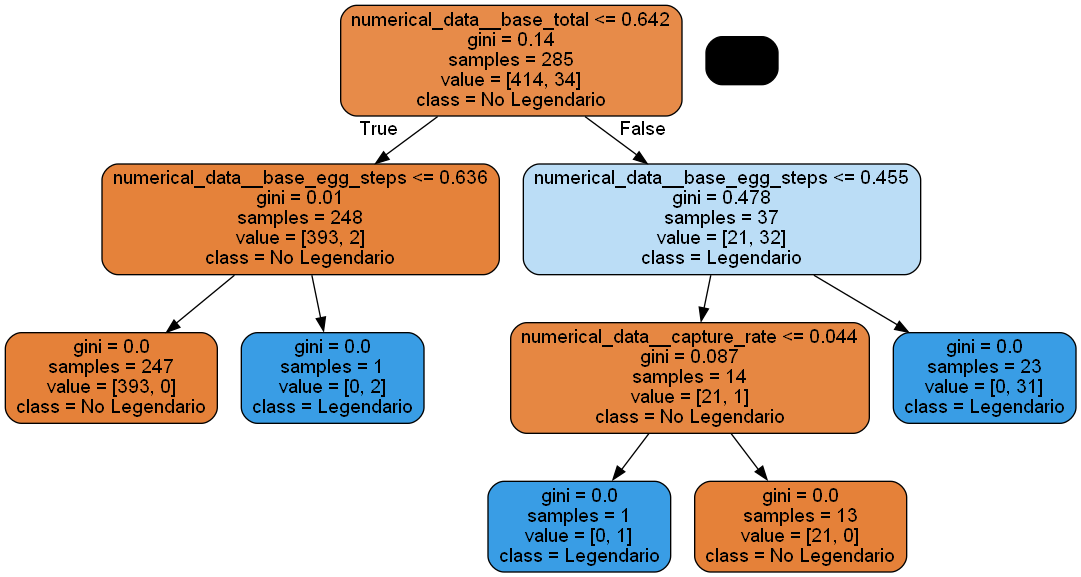 numerical_data__base_total <= 0.642
gini = 0.14
samples = 285
value = [414, 34]
class = No Legendario
True
False
numerical_data__base_egg_steps <= 0.636
gini = 0.01
samples = 248
value = [393, 2]
class = No Legendario
numerical_data__base_egg_steps <= 0.455
gini = 0.478
samples = 37
value = [21, 32]
class = Legendario
gini = 0.0
samples = 247
value = [393, 0]
class = No Legendario
gini = 0.0
samples = 1
value = [0, 2]
class = Legendario
numerical_data__capture_rate <= 0.044
gini = 0.087
samples = 14
value = [21, 1]
class = No Legendario
gini = 0.0
samples = 23
value = [0, 31]
class = Legendario
gini = 0.0
samples = 1
value = [0, 1]
class = Legendario
gini = 0.0
samples = 13
value = [21, 0]
class = No Legendario